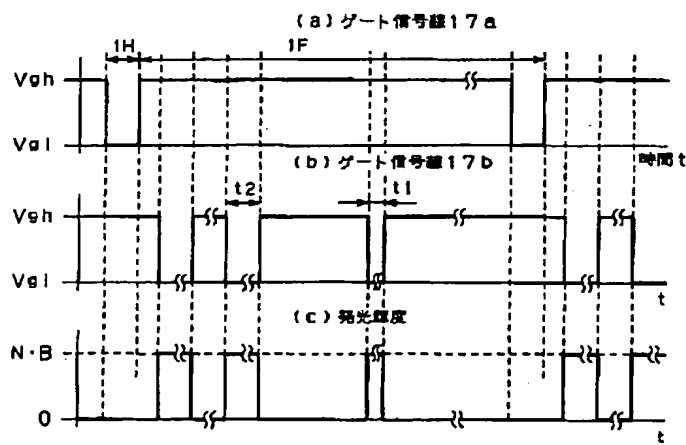 (a) ゲート信号線17a
1H
1F
Vgh
Vgl
時間t
(b) ゲート信号線17b
t2
t1
Vgh
Vgl
t
(c) 発光輝度
N・B
0
t